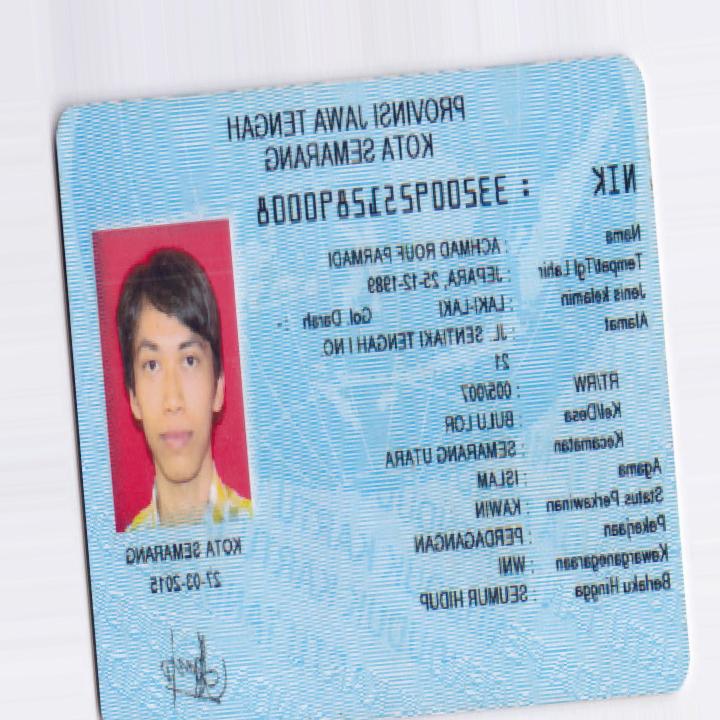 PROVINSI JAWA TENGAH
KOTA SEMARANG
NIK : 3320092512890008
Nama : ACHMAD ROUF PARMADI
Tempat/Tgl Lahir : JEPARA, 25-12-1989
Jenis kelamin : LAKI-LAKI Gol. Darah : -
Alamat : JL. SENTIAKI TENGAH I NO.
21
RT/RW : 005/007
Kel/Desa : BULU LOR
Kecamatan : SEMARANG UTARA
Agama : ISLAM
Status Perkawinan : KAWIN
Pekerjaan : PERDAGANGAN
Kewarganegaraan : WNI
Berlaku Hingga : SEUMUR HIDUP
KOTA SEMARANG
27-03-2015